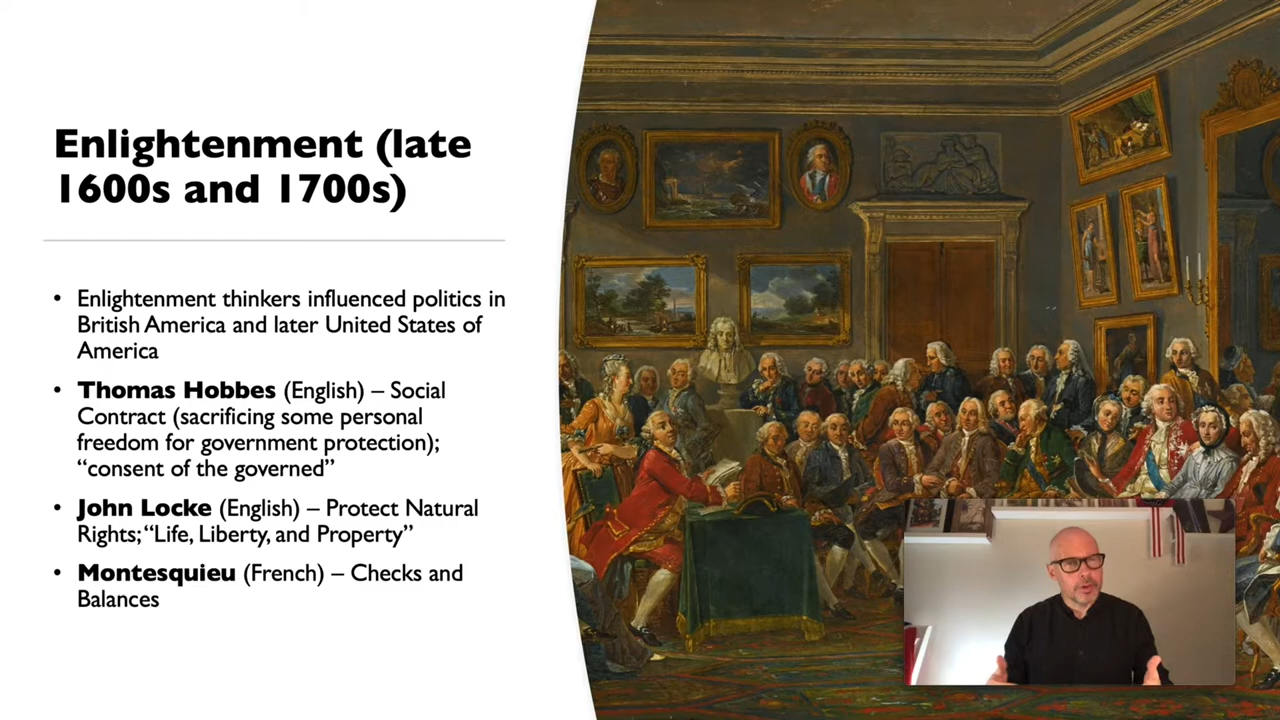 Enlightenment (late
1600s and 1700s)
• Enlightenment thinkers influenced politics in
British America and later United States of
America
• Thomas Hobbes (English) – Social
Contract (sacrificing some personal
freedom for government protection);
“consent of the governed”
• John Locke (English) – Protect Natural
Rights; “Life, Liberty, and Property”
• Montesquieu (French) – Checks and
Balances